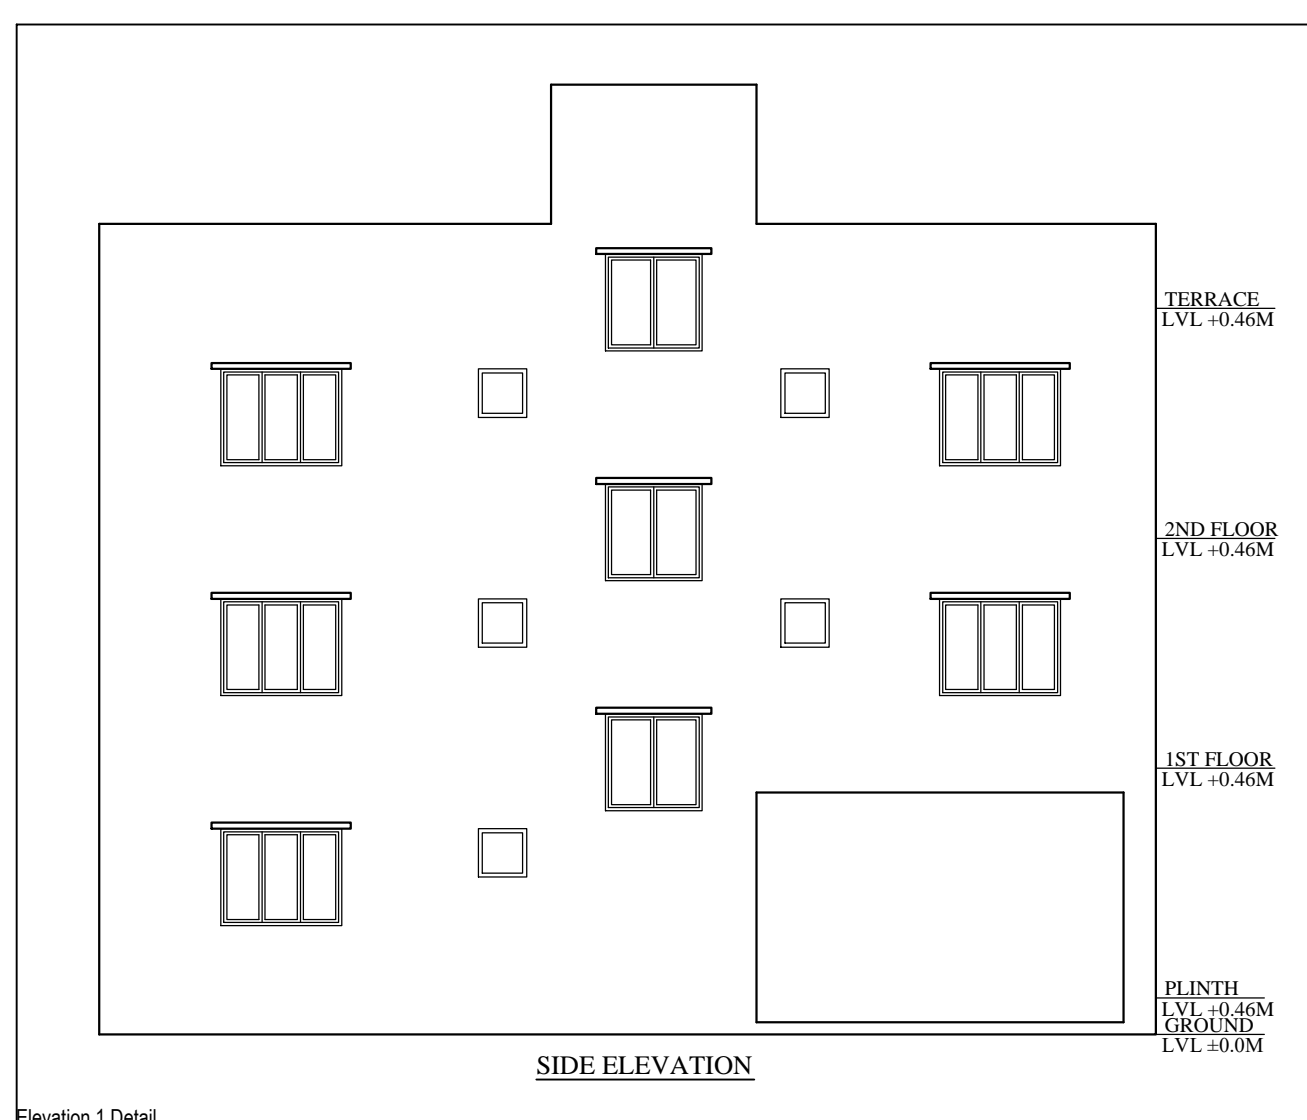 TERRACE
LVL +0.46M
2ND FLOOR
LVL +0.46M
1ST FLOOR
LVL +0.46M
PLINTH
LVL +0.46M
GROUND
LVL ±0.0M
SIDE ELEVATION
Elevation 1 Detail